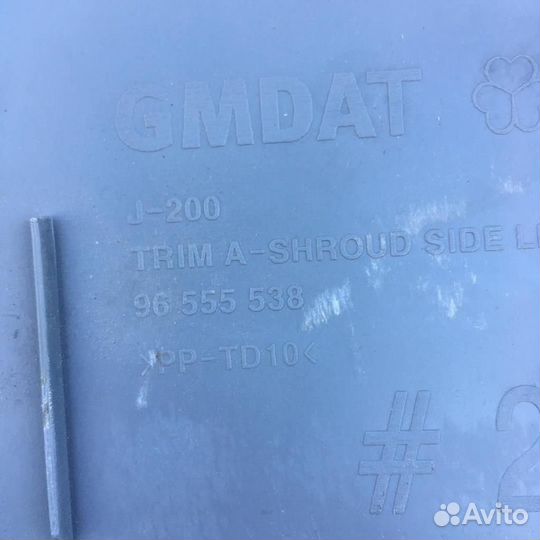 GMDAT
J-200
TRIM A-SHROUD SIDE
96 555 538
>PP-TD10<
# 2
Avito